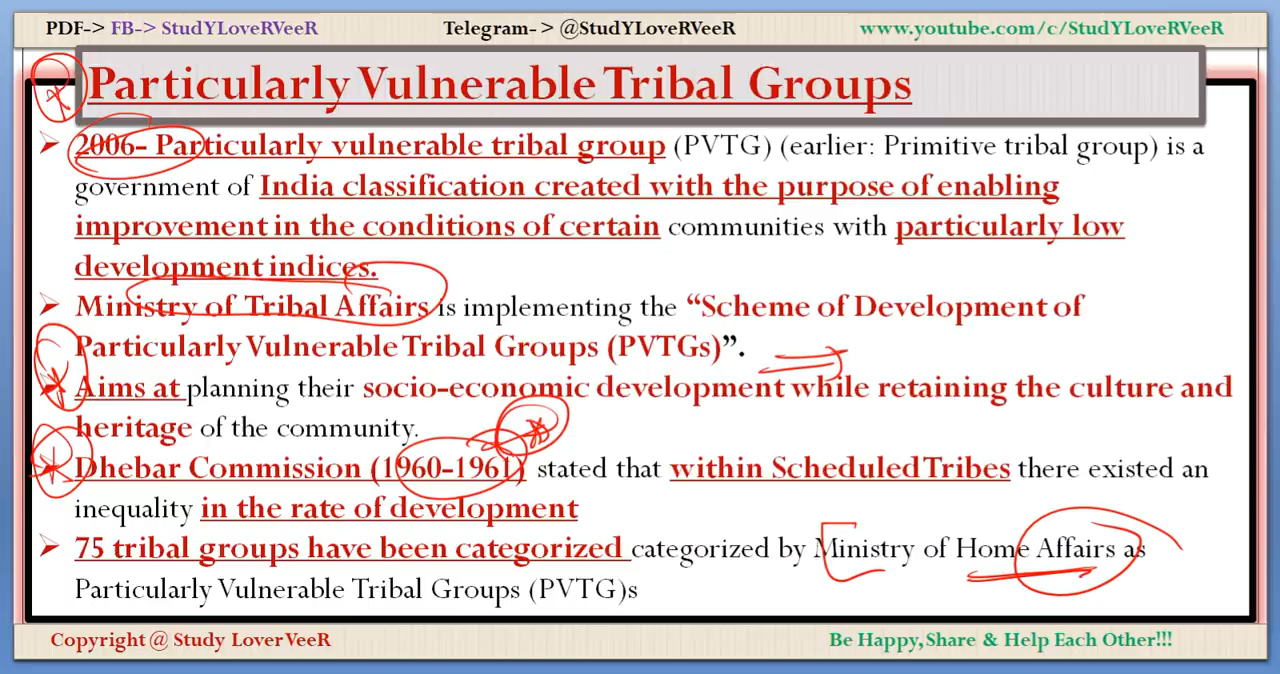 PDF-> FB-> StudYLoveRVeeR Telegram- > @StudYLoveRVeeR www.youtube.com/c/StudYLoveRVeeR
Particularly Vulnerable Tribal Groups
2006- Particularly vulnerable tribal group (PVTG) (earlier: Primitive tribal group) is a
government of India classification created with the purpose of enabling
improvement in the conditions of certain communities with particularly low
development indices.
Ministry of Tribal Affairs is implementing the “Scheme of Development of
Particularly Vulnerable Tribal Groups (PVTGs)”.
Aims at planning their socio-economic development while retaining the culture and
heritage of the community.
Dhebar Commission (1960-1961) stated that within Scheduled Tribes there existed an
inequality in the rate of development
75 tribal groups have been categorized categorized by Ministry of Home Affairs as
Particularly Vulnerable Tribal Groups (PVTG)s
Copyright @ Study LoverVeeR Be Happy,Share & Help Each Other!!!